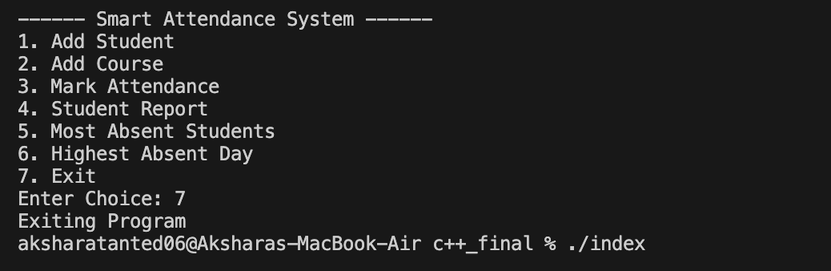 ------ Smart Attendance System ------
1. Add Student
2. Add Course
3. Mark Attendance
4. Student Report
5. Most Absent Students
6. Highest Absent Day
7. Exit
Enter Choice: 7
Exiting Program
aksharatanted06@Aksharas-MacBook-Air c++_final % ./index